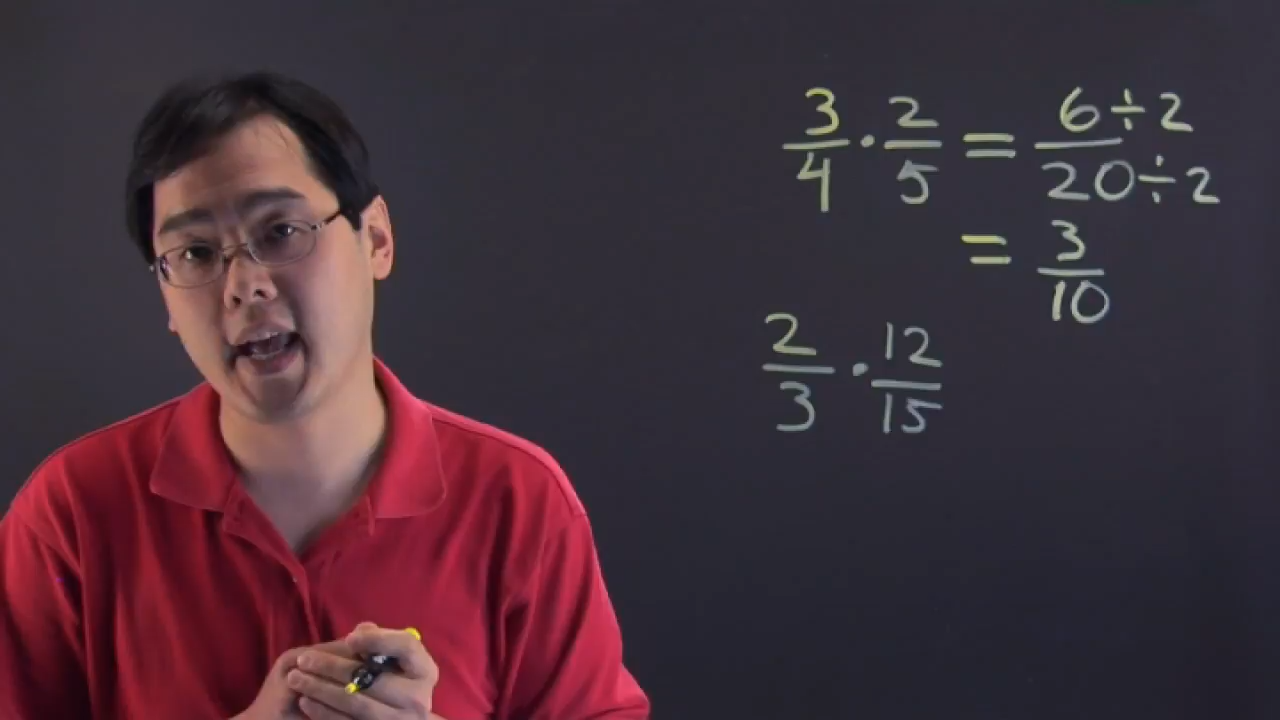 3/4 · 2/5 = 6÷2/20÷2
= 3/10
2/3 · 12/15